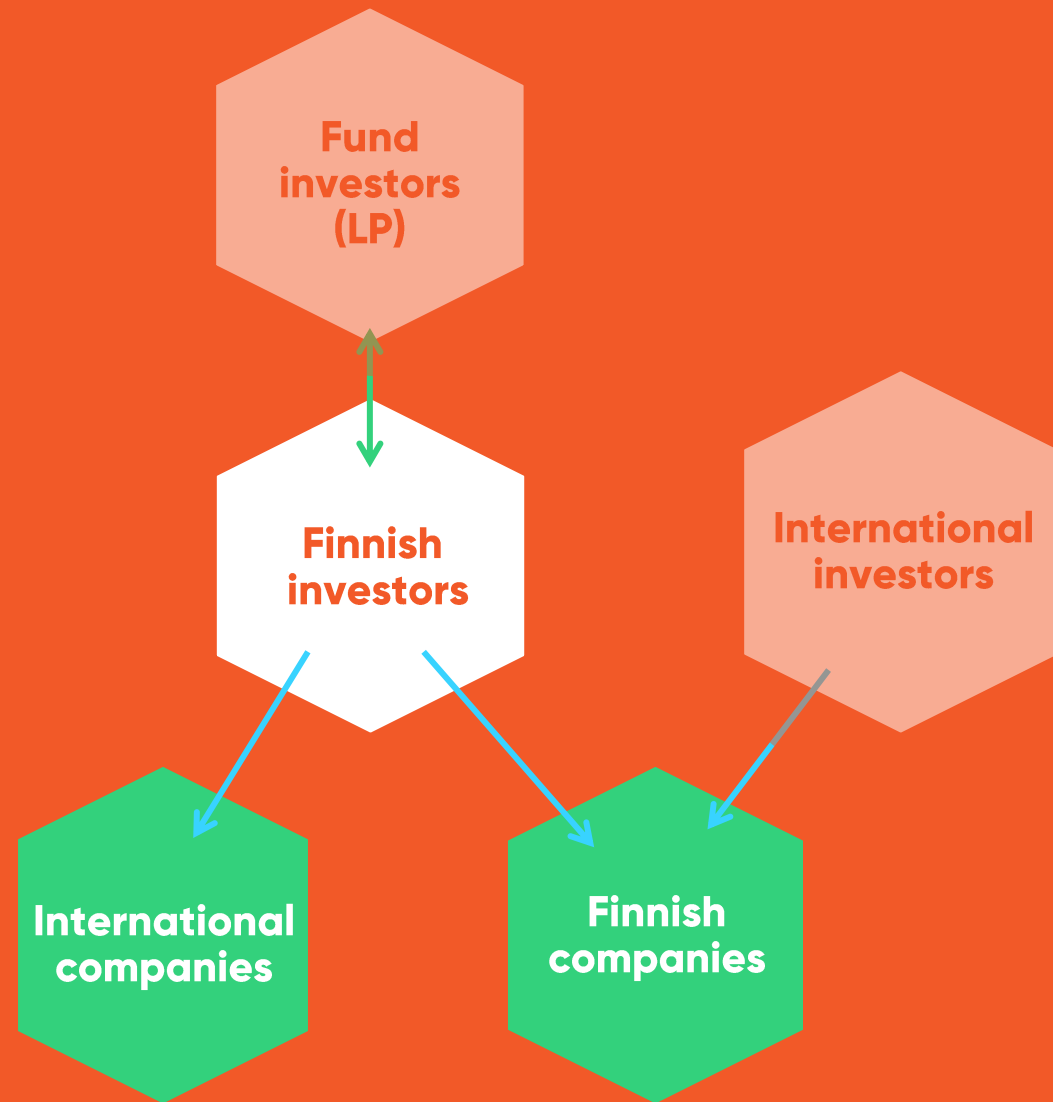 Fund
investors
(LP)
Finnish
investors
International
investors
International
companies
Finnish
companies